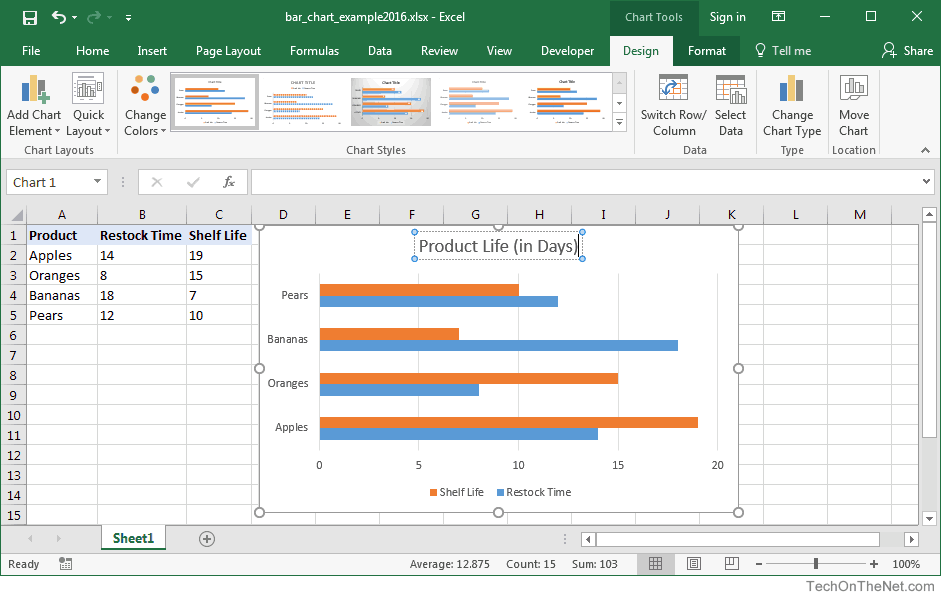 bar_chart_example2016.xlsx - Excel
Chart Tools
Sign in
File Home Insert Page Layout Formulas Data Review View Developer Design Format Tell me Share
Add Chart Element
Quick Layout
Change Colors
Switch Row/ Column
Select Data
Change Chart Type
Move Chart
Chart Layouts Chart Styles Data Type Location
Chart 1 fx
A B C D E F G H I J K L M
1 Product Restock Time Shelf Life
2 Apples 14 19
3 Oranges 8 15
4 Bananas 18 7
5 Pears 12 10
6
7
8
9
10
11
12
13
14
15
Product Life (in Days)
Pears
Bananas
Oranges
Apples
0 5 10 15 20
Shelf Life Restock Time
Sheet1
Ready Average: 12.875 Count: 15 Sum: 103 100%
TechOnTheNet.com